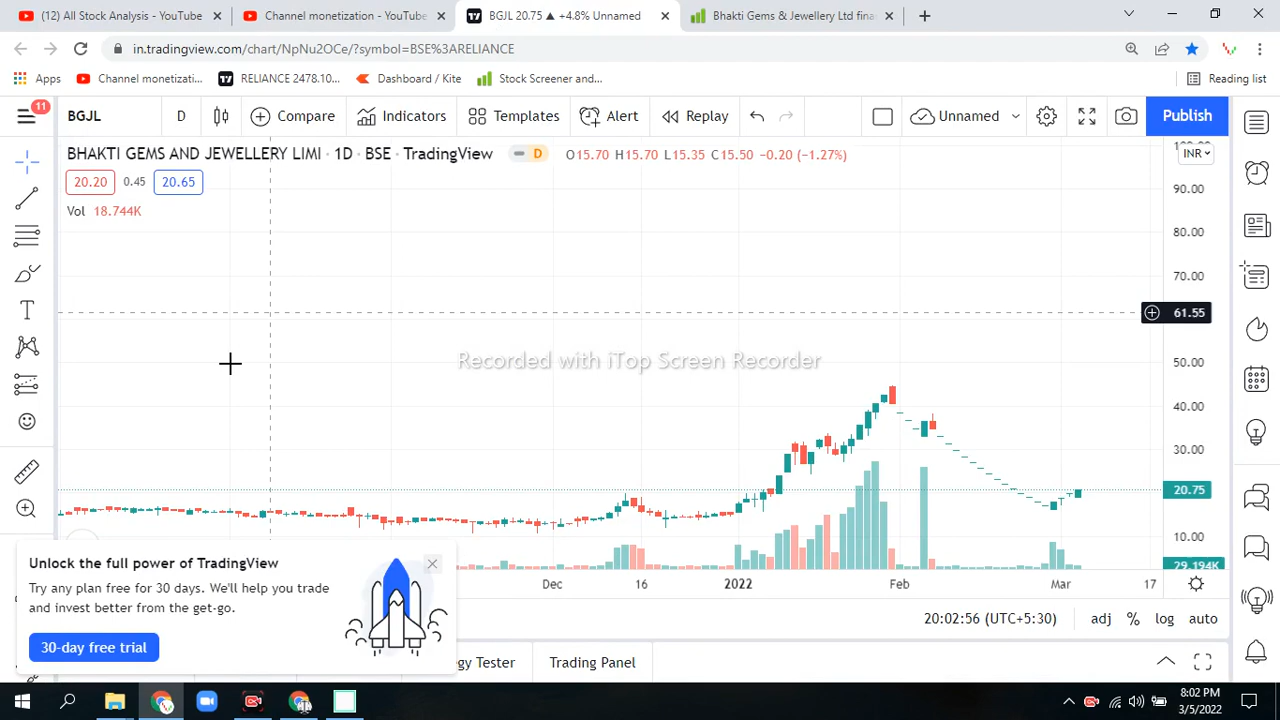 (12) All Stock Analysis - YouTube
Channel monetization - YouTube
BGJL 20.75 ▲ +4.8% Unnamed
Bhakti Gems & Jewellery Ltd fina
in.tradingview.com/chart/NpNu2OCe/?symbol=BSE%3ARELIANCE
Apps
Channel monetizati...
RELIANCE 2478.10...
Dashboard / Kite
Stock Screener and...
Reading list
11
BGJL
D
Compare
Indicators
Templates
Alert
Replay
Unnamed
Publish
BHAKTI GEMS AND JEWELLERY LIMI · 1D · BSE · TradingView
D
O15.70 H15.70 L15.35 C15.50 −0.20 (−1.27%)
INR
20.20
0.45
20.65
Vol 18.744K
90.00
80.00
70.00
61.55
50.00
40.00
30.00
20.75
10.00
29.194K
Recorded with iTop Screen Recorder
Dec
16
2022
Feb
Mar
17
Unlock the full power of TradingView
Try any plan free for 30 days. We'll help you trade
and invest better from the get-go.
30-day free trial
20:02:56 (UTC+5:30)
adj
%
log
auto
gy Tester
Trading Panel
8:02 PM
3/5/2022